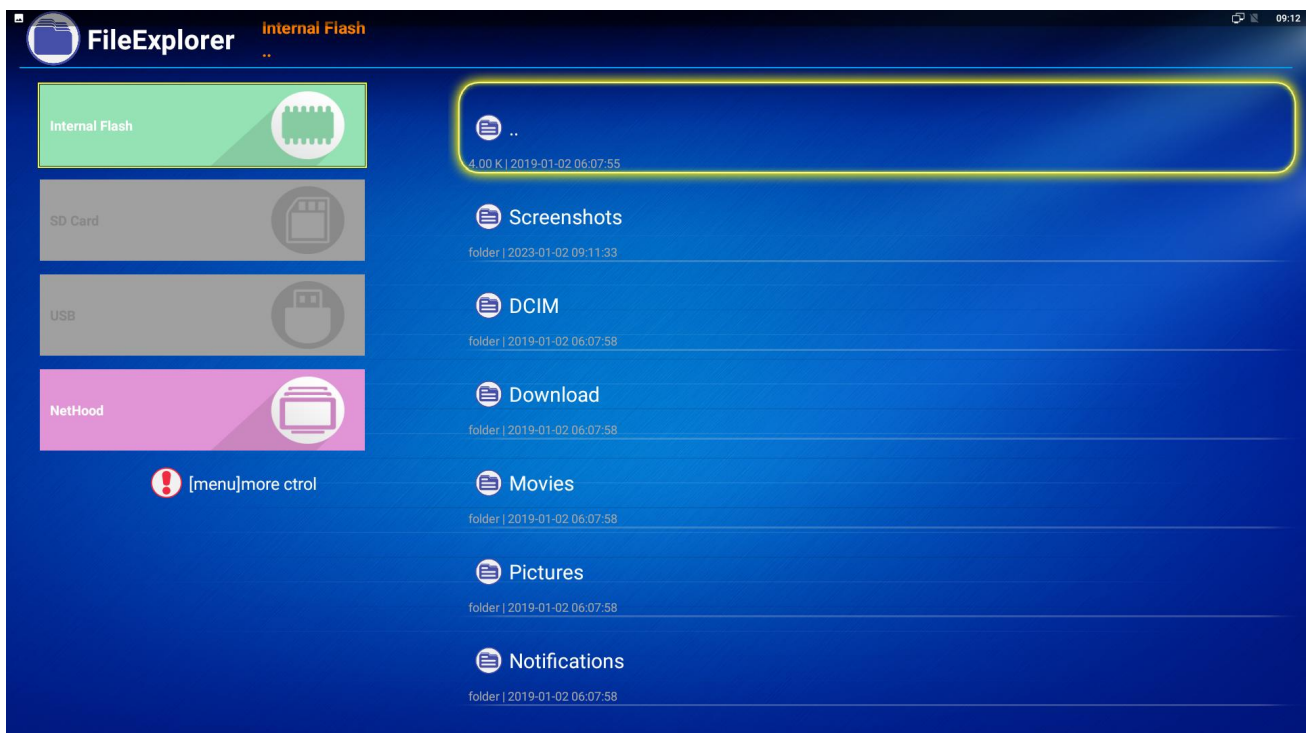 FileExplorer
Internal Flash
..
09:12
Internal Flash
SD Card
USB
NetHood
[menu]more ctrol
..
4.00 K | 2019-01-02 06:07:55
Screenshots
folder | 2023-01-02 09:11:33
DCIM
folder | 2019-01-02 06:07:58
Download
folder | 2019-01-02 06:07:58
Movies
folder | 2019-01-02 06:07:58
Pictures
folder | 2019-01-02 06:07:58
Notifications
folder | 2019-01-02 06:07:58